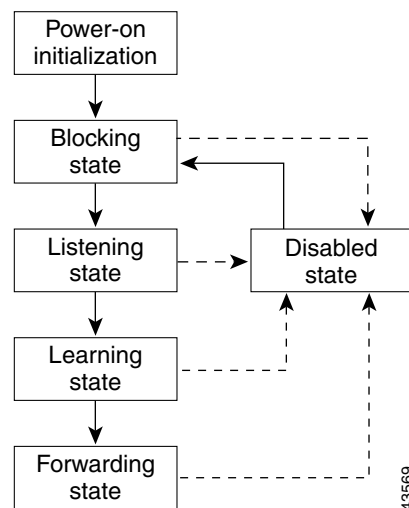 Power-on
initialization
Blocking
state
Listening
state
Disabled
state
Learning
state
Forwarding
state
43569